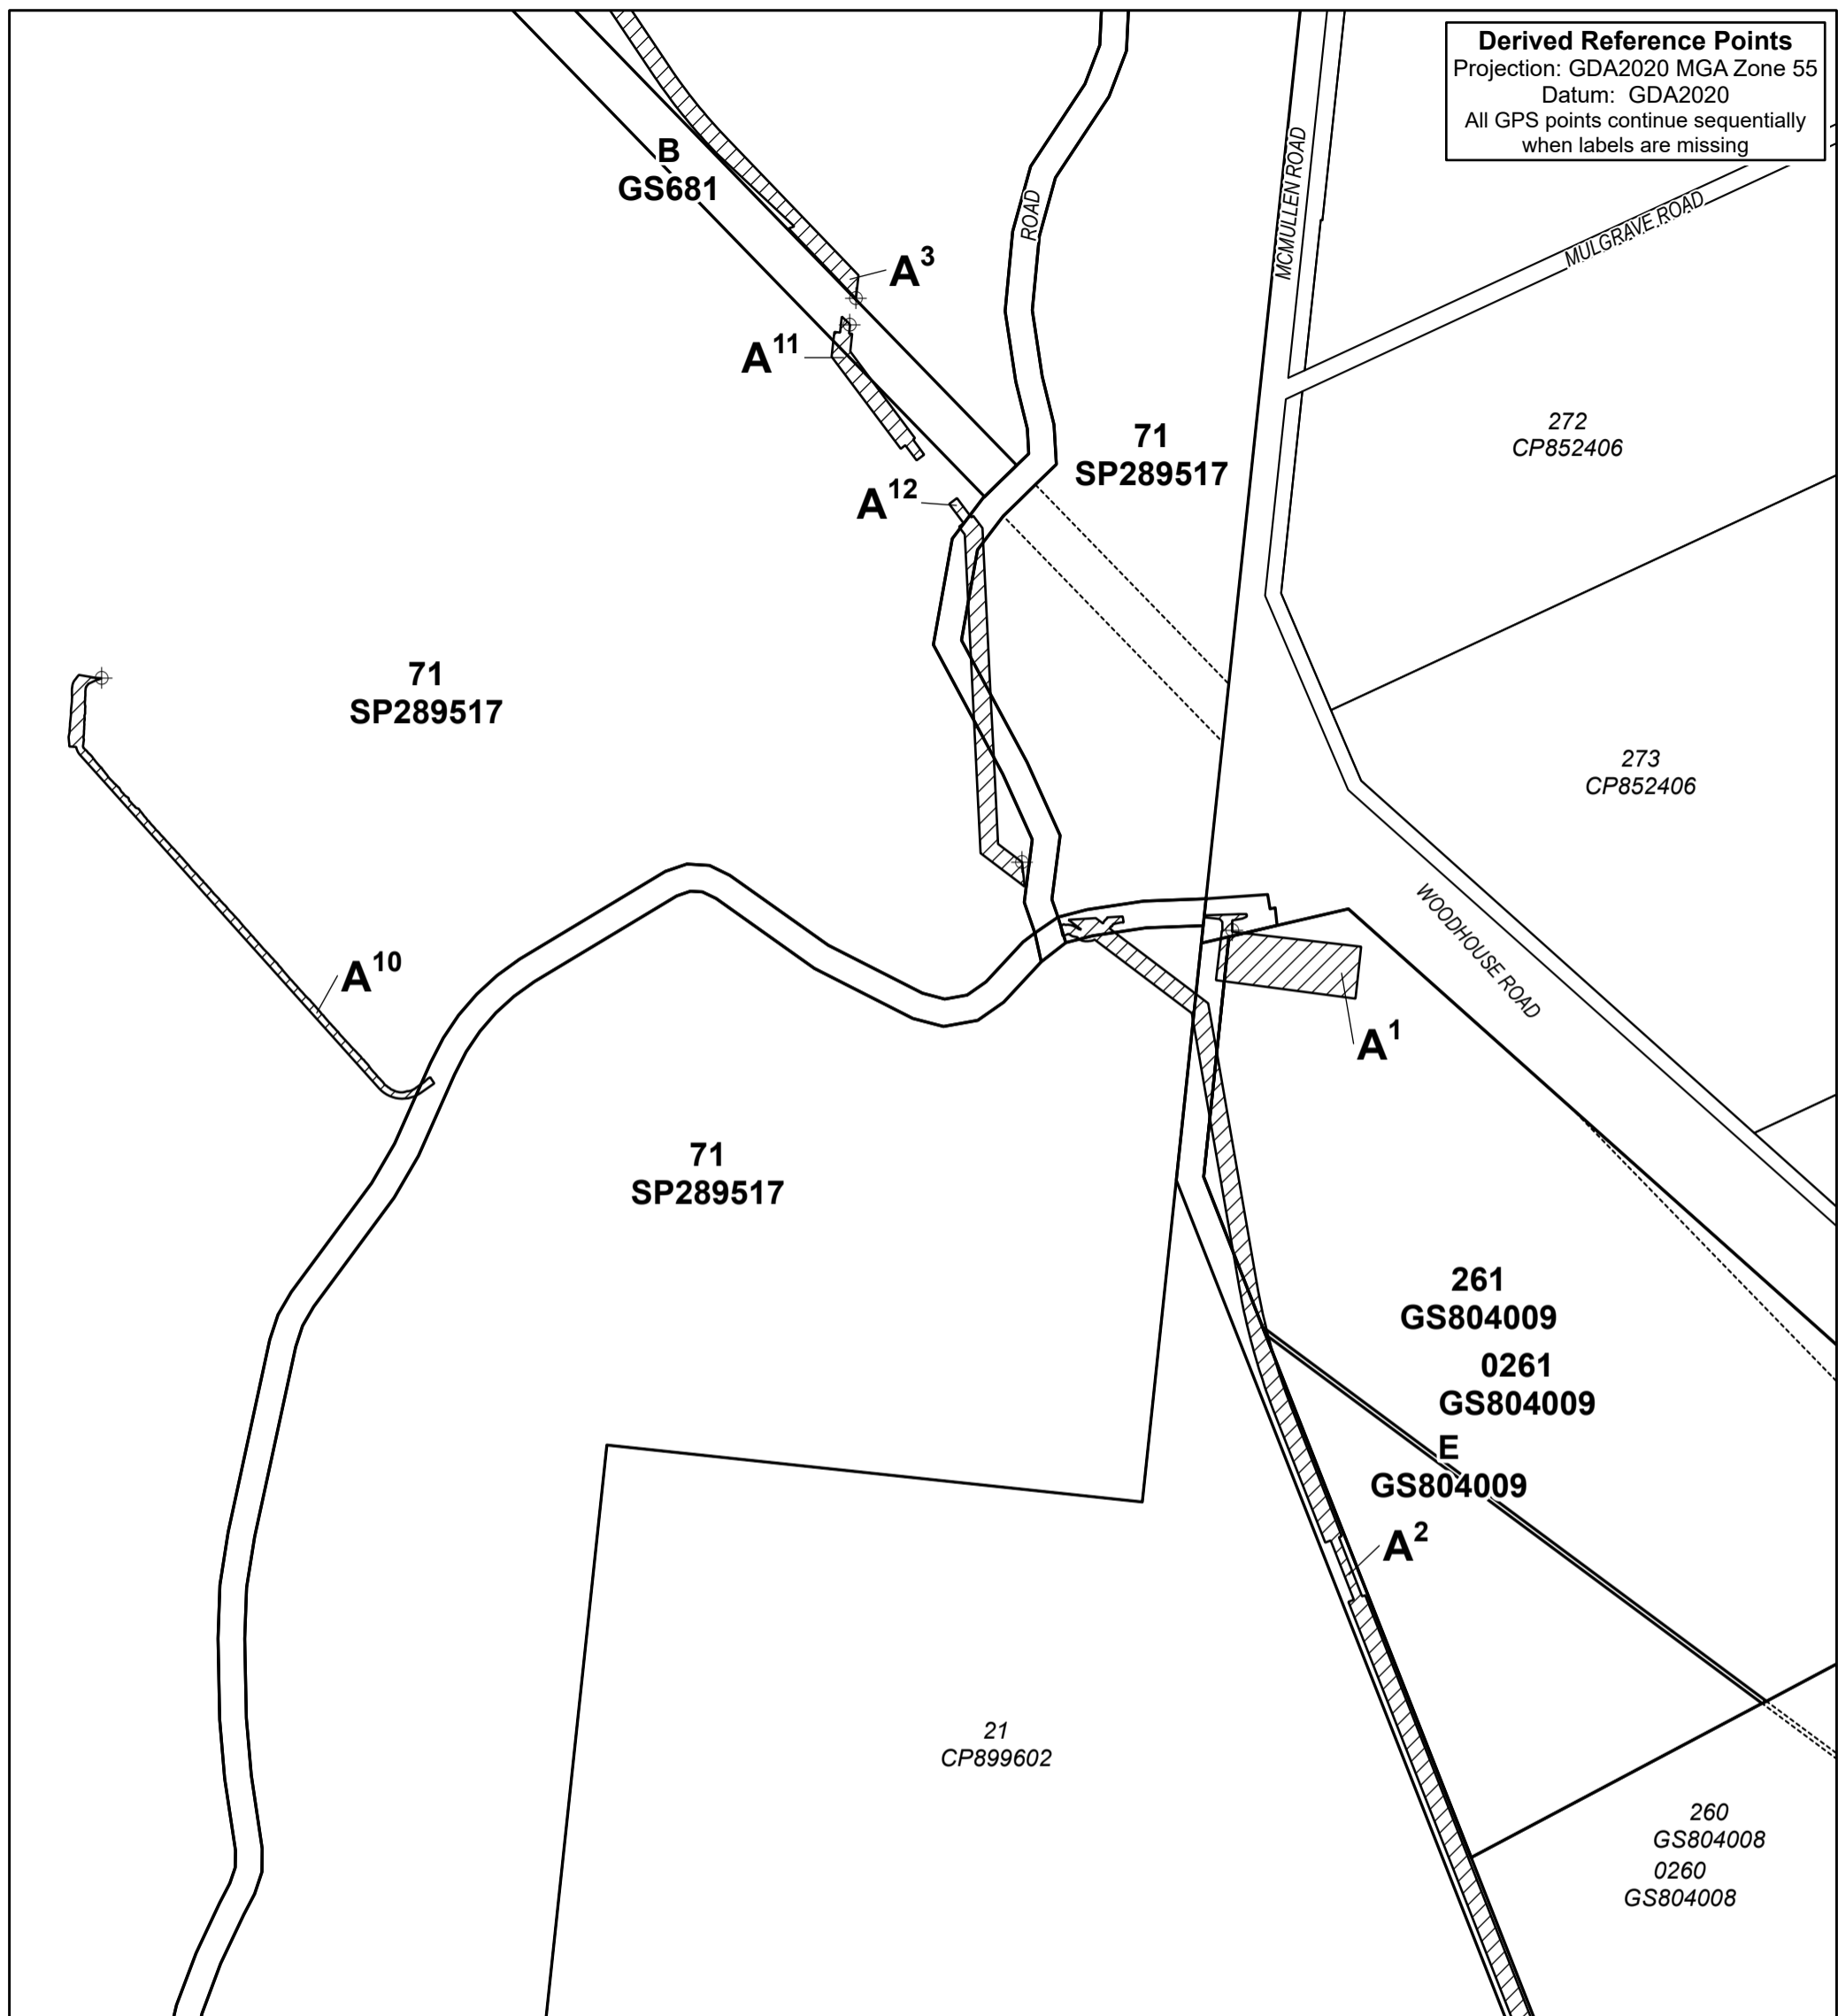 Derived Reference Points
Projection: GDA2020 MGA Zone 55
Datum: GDA2020
All GPS points continue sequentially
when labels are missing
B
GS681
ROAD
MCMULLEN ROAD
MULGRAVE ROAD
A3
A11
272
CP852406
71
SP289517
A12
71
SP289517
273
CP852406
WOODHOUSE ROAD
A10
A1
71
SP289517
261
GS804009
0261
GS804009
E
GS804009
A2
21
CP899602
260
GS804008
0260
GS804008